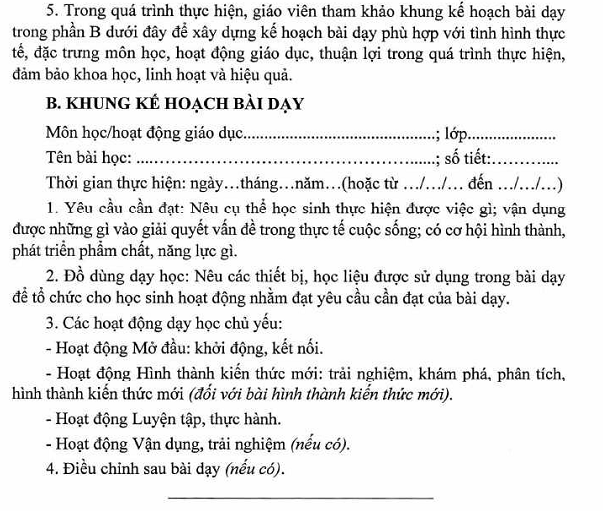 5. Trong quá trình thực hiện, giáo viên tham khảo khung kế hoạch bài dạy
trong phần B dưới đây để xây dựng kế hoạch bài dạy phù hợp với tình hình thực
tế, đặc trưng môn học, hoạt động giáo dục, thuận lợi trong quá trình thực hiện,
đảm bảo khoa học, linh hoạt và hiệu quả.
B. KHUNG KẾ HOẠCH BÀI DẠY
Môn học/hoạt động giáo dục..........................................; lớp....................
Tên bài học: ...............................................................; số tiết:...............
Thời gian thực hiện: ngày…tháng…năm…(hoặc từ …/…/… đến …/…/…)
1. Yêu cầu cần đạt: Nêu cụ thể học sinh thực hiện được việc gì; vận dụng
được những gì vào giải quyết vấn đề trong thực tế cuộc sống; có cơ hội hình thành,
phát triển phẩm chất, năng lực gì.
2. Đồ dùng dạy học: Nêu các thiết bị, học liệu được sử dụng trong bài dạy
để tổ chức cho học sinh hoạt động nhằm đạt yêu cầu cần đạt của bài dạy.
3. Các hoạt động dạy học chủ yếu:
- Hoạt động Mở đầu: khởi động, kết nối.
- Hoạt động Hình thành kiến thức mới: trải nghiệm, khám phá, phân tích,
hình thành kiến thức mới (đối với bài hình thành kiến thức mới).
- Hoạt động Luyện tập, thực hành.
- Hoạt động Vận dụng, trải nghiệm (nếu có).
4. Điều chỉnh sau bài dạy (nếu có).